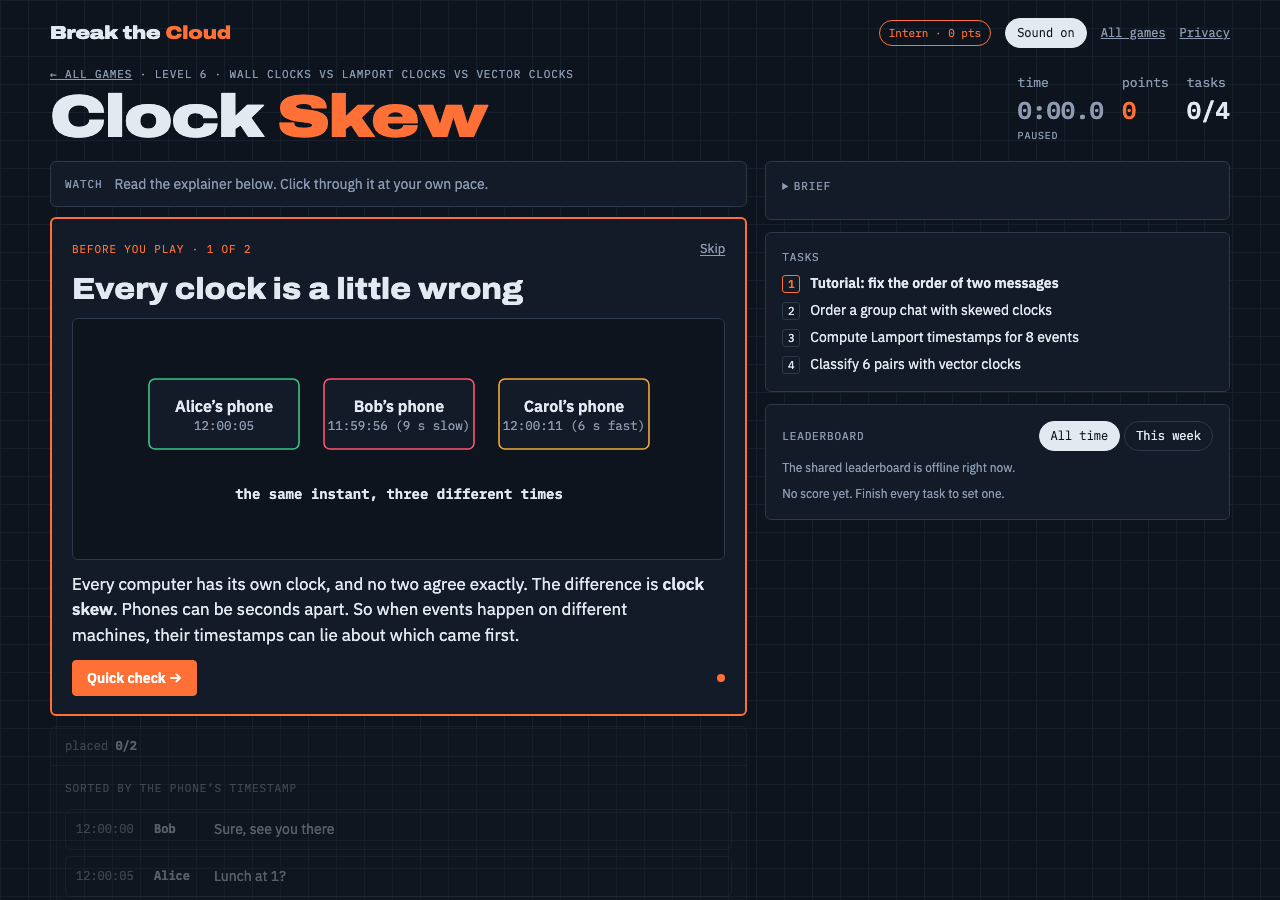 Break the Cloud
Intern · 0 pts
Sound on
All games
Privacy
← ALL GAMES · LEVEL 6 · WALL CLOCKS VS LAMPORT CLOCKS VS VECTOR CLOCKS
Clock Skew
time
0:00.0
PAUSED
points
0
tasks
0/4
WATCH Read the explainer below. Click through it at your own pace.
BEFORE YOU PLAY · 1 OF 2
Skip
Every clock is a little wrong
Alice’s phone
12:00:05
Bob’s phone
11:59:56 (9 s slow)
Carol’s phone
12:00:11 (6 s fast)
the same instant, three different times
Every computer has its own clock, and no two agree exactly. The difference is clock
skew. Phones can be seconds apart. So when events happen on different
machines, their timestamps can lie about which came first.
Quick check →
placed 0/2
SORTED BY THE PHONE’S TIMESTAMP
12:00:00 Bob Sure, see you there
12:00:05 Alice Lunch at 1?
▶ BRIEF
TASKS
1 Tutorial: fix the order of two messages
2 Order a group chat with skewed clocks
3 Compute Lamport timestamps for 8 events
4 Classify 6 pairs with vector clocks
LEADERBOARD
All time
This week
The shared leaderboard is offline right now.
No score yet. Finish every task to set one.